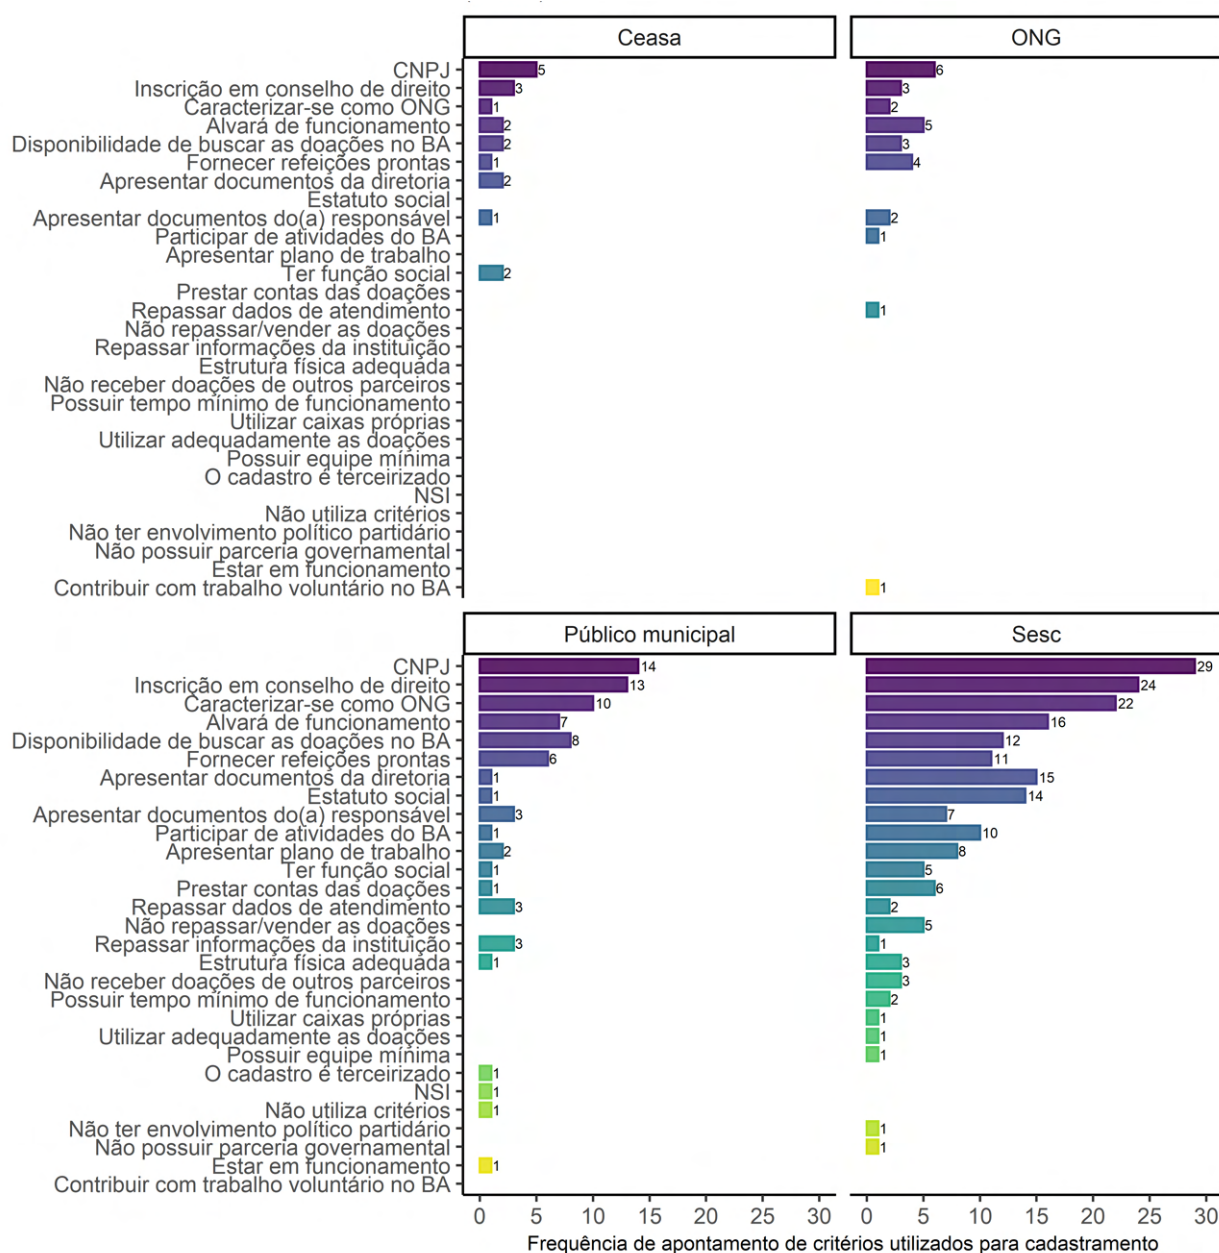 Ceasa
ONG
CNPJ 5 6
Inscrição em conselho de direito 3 3
Caracterizar-se como ONG 1 2
Alvará de funcionamento 2 5
Disponibilidade de buscar as doações no BA 2 3
Fornecer refeições prontas 1 4
Apresentar documentos da diretoria 2
Estatuto social
Apresentar documentos do(a) responsável 1 2
Participar de atividades do BA 1
Apresentar plano de trabalho
Ter função social 2
Prestar contas das doações
Repassar dados de atendimento 1
Não repassar/vender as doações
Repassar informações da instituição
Estrutura física adequada
Não receber doações de outros parceiros
Possuir tempo mínimo de funcionamento
Utilizar caixas próprias
Utilizar adequadamente as doações
Possuir equipe mínima
O cadastro é terceirizado
NSI
Não utiliza critérios
Não ter envolvimento político partidário
Não possuir parceria governamental
Estar em funcionamento
Contribuir com trabalho voluntário no BA 1
Público municipal
Sesc
CNPJ 14 29
Inscrição em conselho de direito 13 24
Caracterizar-se como ONG 10 22
Alvará de funcionamento 7 16
Disponibilidade de buscar as doações no BA 8 12
Fornecer refeições prontas 6 11
Apresentar documentos da diretoria 1 15
Estatuto social 1 14
Apresentar documentos do(a) responsável 3 7
Participar de atividades do BA 1 10
Apresentar plano de trabalho 2 8
Ter função social 1 5
Prestar contas das doações 1 6
Repassar dados de atendimento 3 2
Não repassar/vender as doações 5
Repassar informações da instituição 3 1
Estrutura física adequada 1 3
Não receber doações de outros parceiros 3
Possuir tempo mínimo de funcionamento 2
Utilizar caixas próprias 1
Utilizar adequadamente as doações 1
Possuir equipe mínima 1
O cadastro é terceirizado 1
NSI 1
Não utiliza critérios 1
Não ter envolvimento político partidário 1
Não possuir parceria governamental 1
Estar em funcionamento 1
Contribuir com trabalho voluntário no BA
0 5 10 15 20 25 30 0 5 10 15 20 25 30
Frequência de apontamento de critérios utilizados para cadastramento